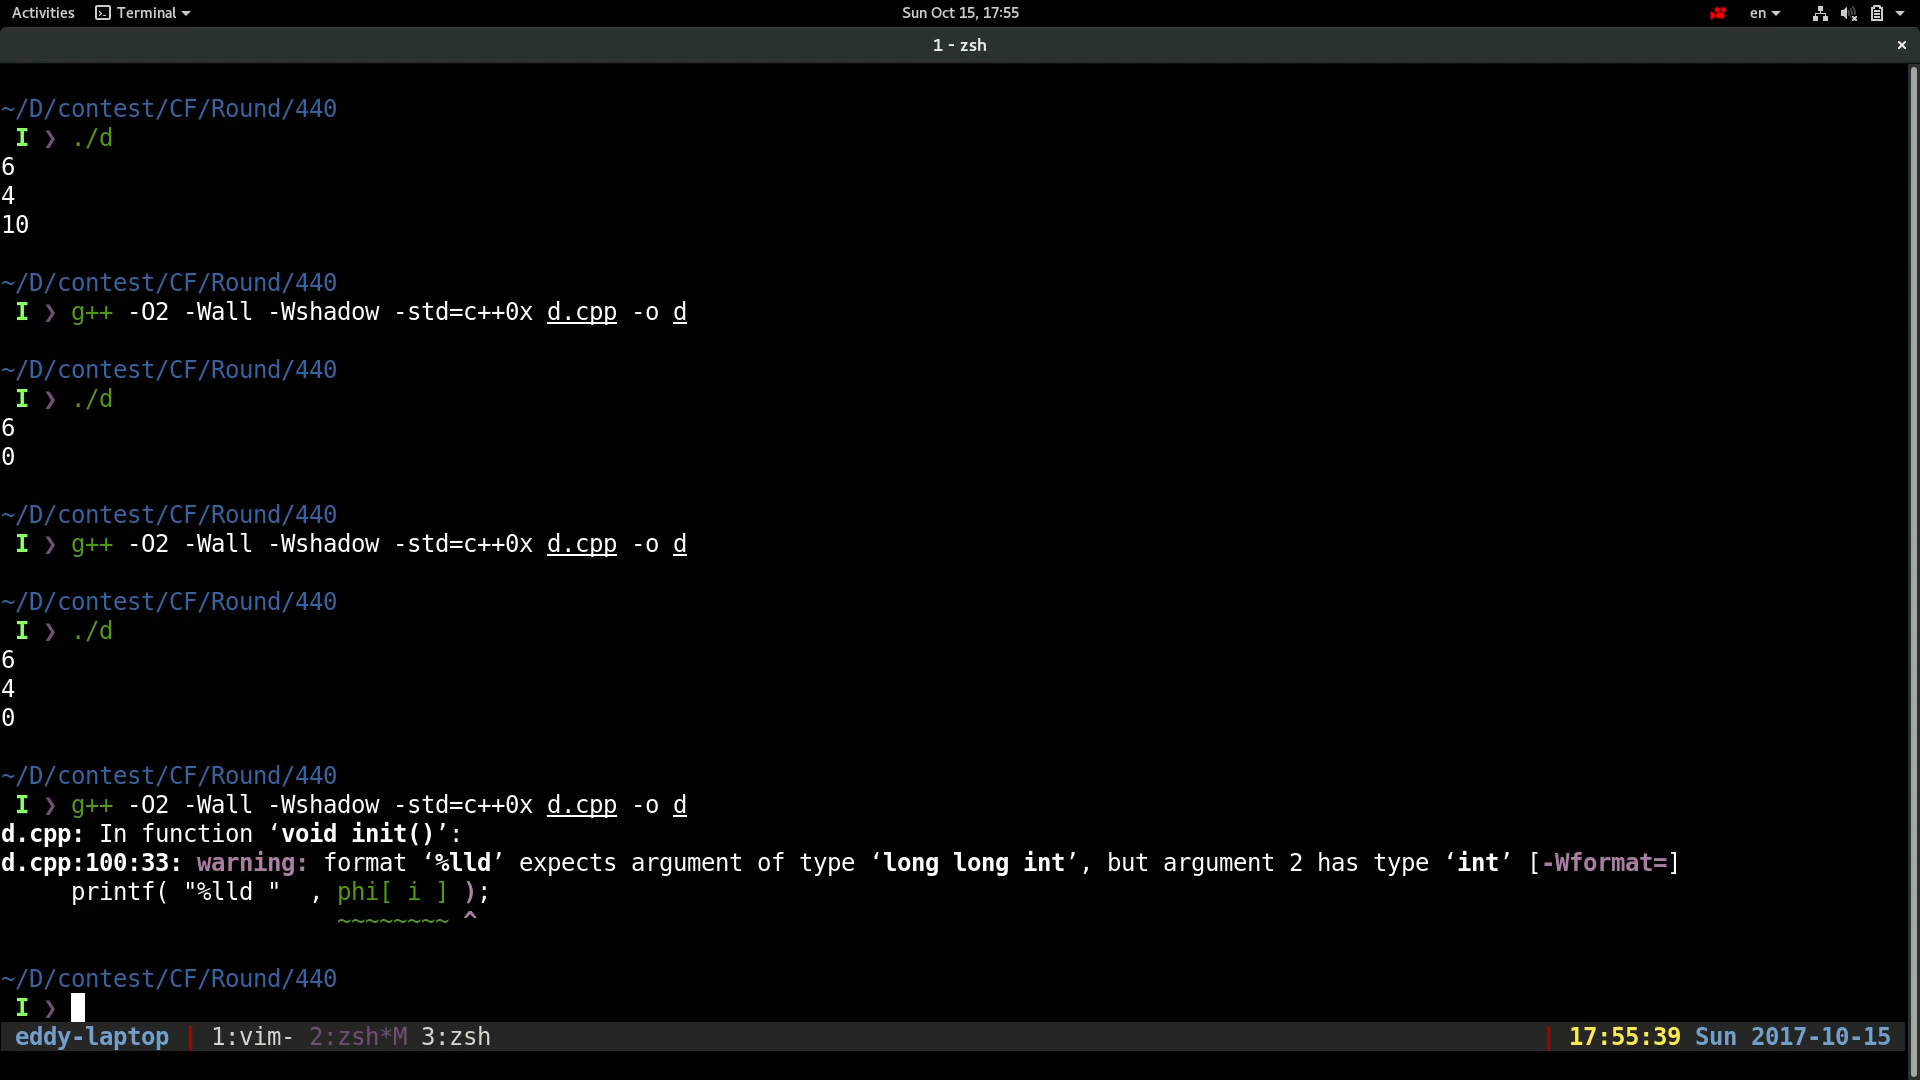 Activities Terminal Sun Oct 15, 17:55 en
1 - zsh
~/D/contest/CF/Round/440
I ❯ ./d
6
4
10
~/D/contest/CF/Round/440
I ❯ g++ -O2 -Wall -Wshadow -std=c++0x d.cpp -o d
~/D/contest/CF/Round/440
I ❯ ./d
6
0
~/D/contest/CF/Round/440
I ❯ g++ -O2 -Wall -Wshadow -std=c++0x d.cpp -o d
~/D/contest/CF/Round/440
I ❯ ./d
6
4
0
~/D/contest/CF/Round/440
I ❯ g++ -O2 -Wall -Wshadow -std=c++0x d.cpp -o d
d.cpp: In function ‘void init()’:
d.cpp:100:33: warning: format ‘%lld’ expects argument of type ‘long long int’, but argument 2 has type ‘int’ [-Wformat=]
printf( "%lld " , phi[ i ] );
~~~~~~~~ ^
~/D/contest/CF/Round/440
I ❯
eddy-laptop | 1:vim- 2:zsh*M 3:zsh | 17:55:39 Sun 2017-10-15